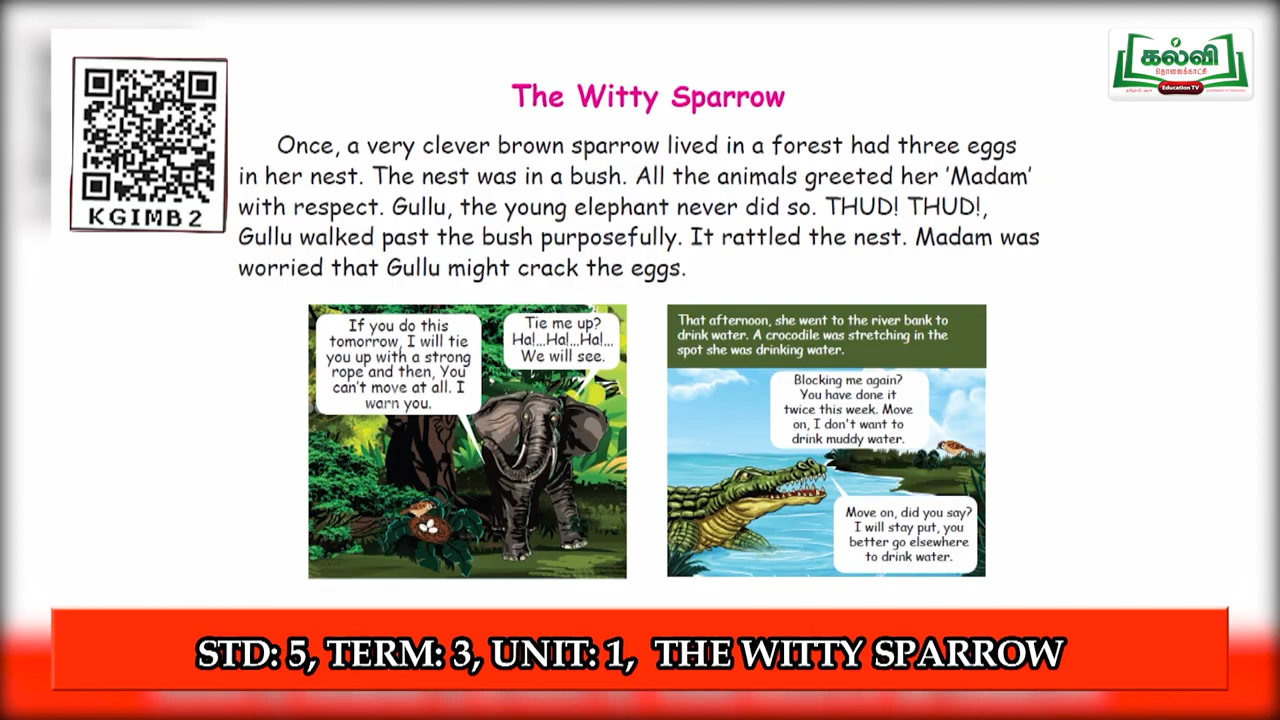 கல்வி
தொலைக்காட்சி
Education TV
KGIMB2
The Witty Sparrow
Once, a very clever brown sparrow lived in a forest had three eggs
in her nest. The nest was in a bush. All the animals greeted her 'Madam'
with respect. Gullu, the young elephant never did so. THUD! THUD!,
Gullu walked past the bush purposefully. It rattled the nest. Madam was
worried that Gullu might crack the eggs.
If you do this
tomorrow, I will tie
you up with a strong
rope and then, You
can't move at all. I
warn you.
Tie me up?
Ha!...Ha!...Ha!...
We will see.
That afternoon, she went to the river bank to
drink water. A crocodile was stretching in the
spot she was drinking water.
Blocking me again?
You have done it
twice this week. Move
on, I don't want to
drink muddy water.
Move on, did you say?
I will stay put, you
better go elsewhere
to drink water.
STD: 5, TERM: 3, UNIT: 1, THE WITTY SPARROW